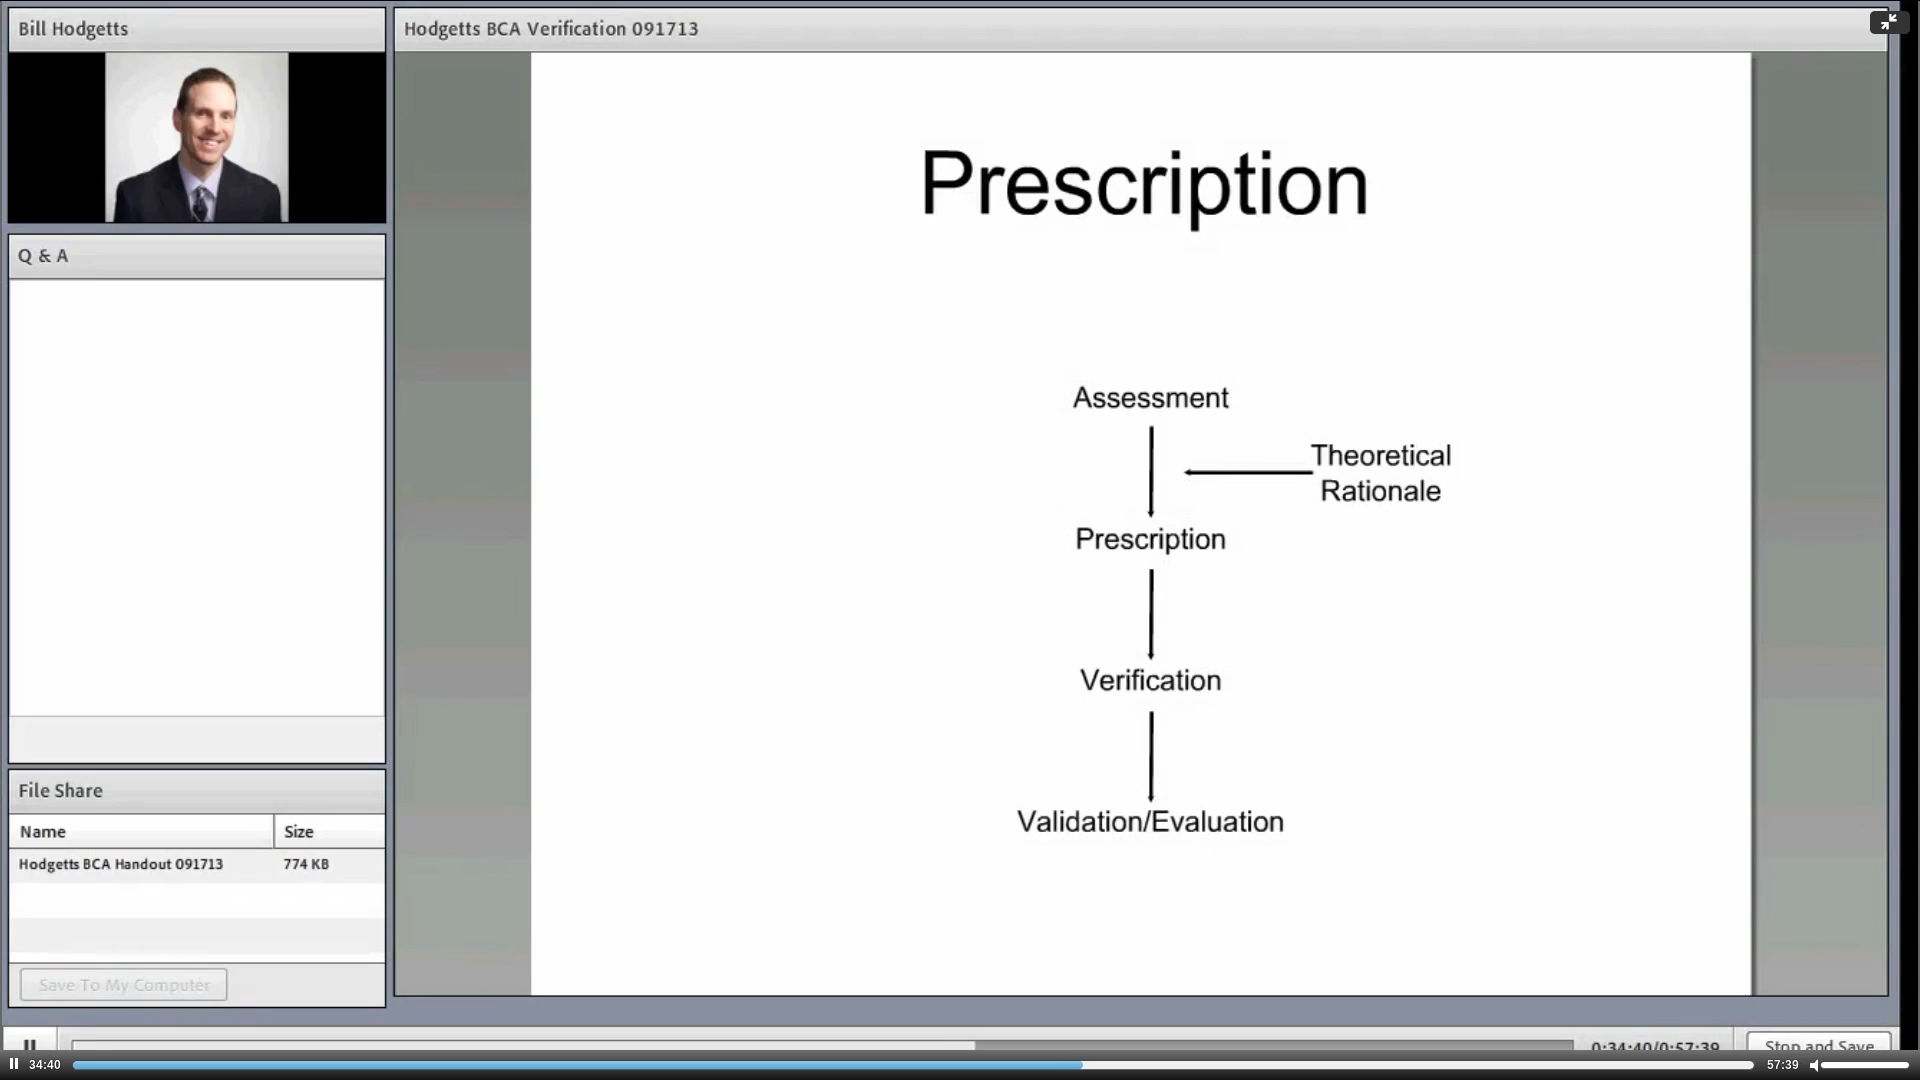 Bill Hodgetts
Hodgetts BCA Verification 091713
Prescription
Assessment
Theoretical
Rationale
Prescription
Verification
Validation/Evaluation
Q & A
File Share
Name Size
Hodgetts BCA Handout 091713 774 KB
Save To My Computer
0:34:40/0:57:39
Stop and Save
34:40
57:39